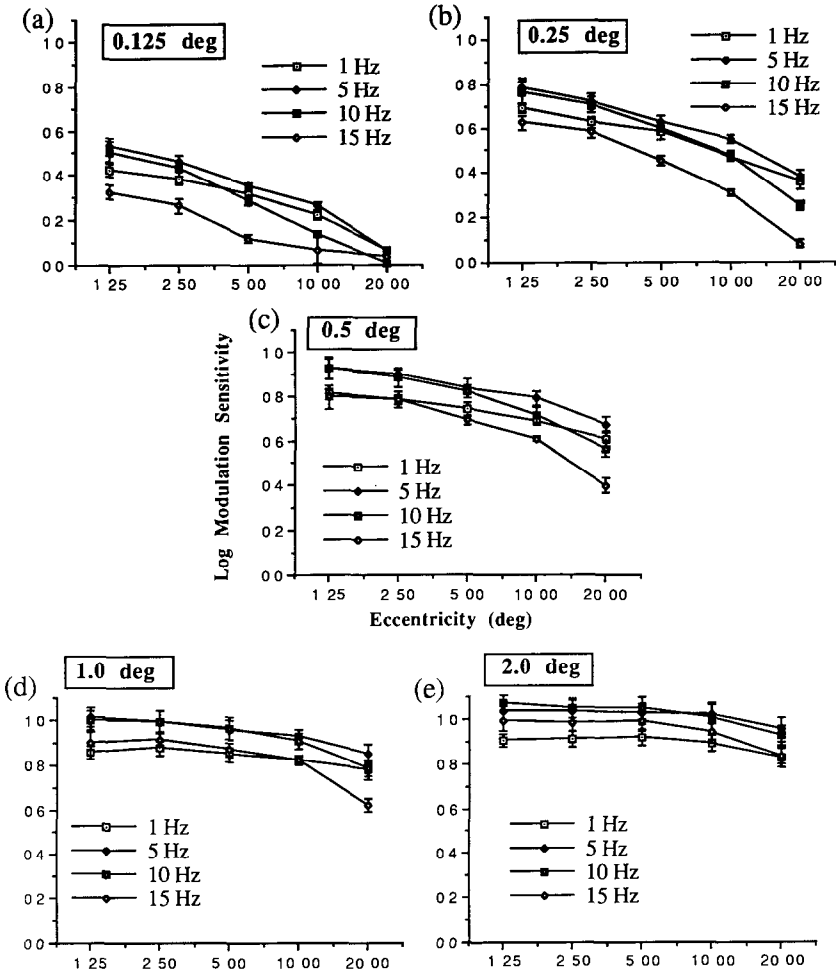 (a)
0.125 deg
1 Hz
5 Hz
10 Hz
15 Hz
1 0
0 8
0 6
0 4
0 2
0 0
1 25 2 50 5 00 10 00 20 00
(b)
0.25 deg
1 Hz
5 Hz
10 Hz
15 Hz
1 0
0 8
0 6
0 4
0 2
0 0
1 25 2 50 5 00 10 00 20 00
(c)
0.5 deg
Log Modulation Sensitivity
1 0
0 8
0 6
0 4
0 2
0 0
1 Hz
5 Hz
10 Hz
15 Hz
1 25 2 50 5 00 10 00 20 00
Eccentricity (deg)
(d)
1.0 deg
1 0
0 8
0 6
0 4
0 2
0 0
1 Hz
5 Hz
10 Hz
15 Hz
1 25 2 50 5 00 10 00 20 00
(e)
2.0 deg
1 0
0 8
0 6
0 4
0 2
0 0
1 Hz
5 Hz
10 Hz
15 Hz
1 25 2 50 5 00 10 00 20 00